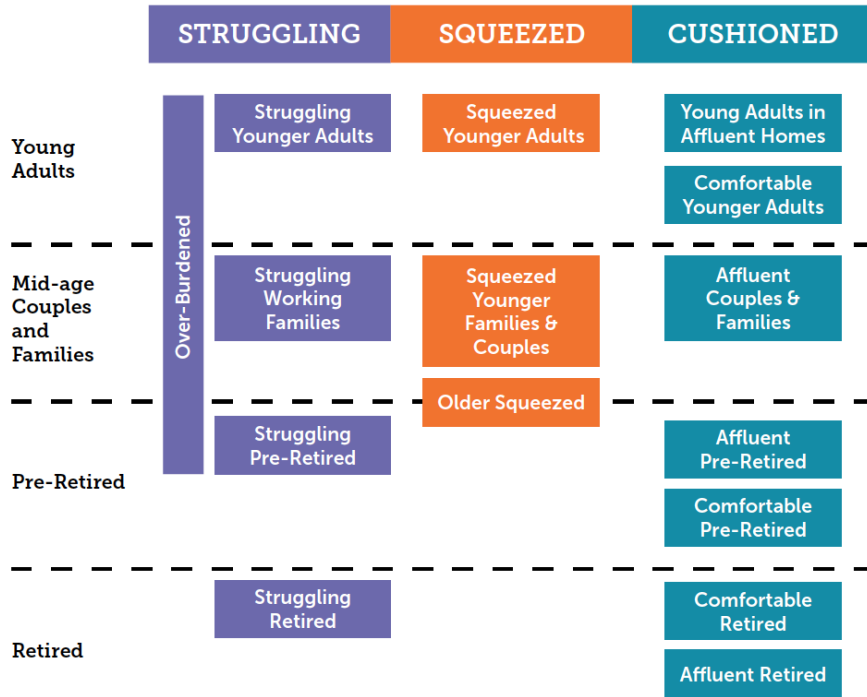 STRUGGLING
SQUEEZED
CUSHIONED
Young
Adults
Over-Burdened
Struggling
Younger Adults
Squeezed
Younger Adults
Young Adults in
Affluent Homes
Comfortable
Younger Adults
Mid-age
Couples
and
Families
Struggling
Working
Families
Squeezed
Younger
Families &
Couples
Affluent
Couples &
Families
Older Squeezed
Pre-Retired
Struggling
Pre-Retired
Affluent
Pre-Retired
Comfortable
Pre-Retired
Retired
Struggling
Retired
Comfortable
Retired
Affluent Retired